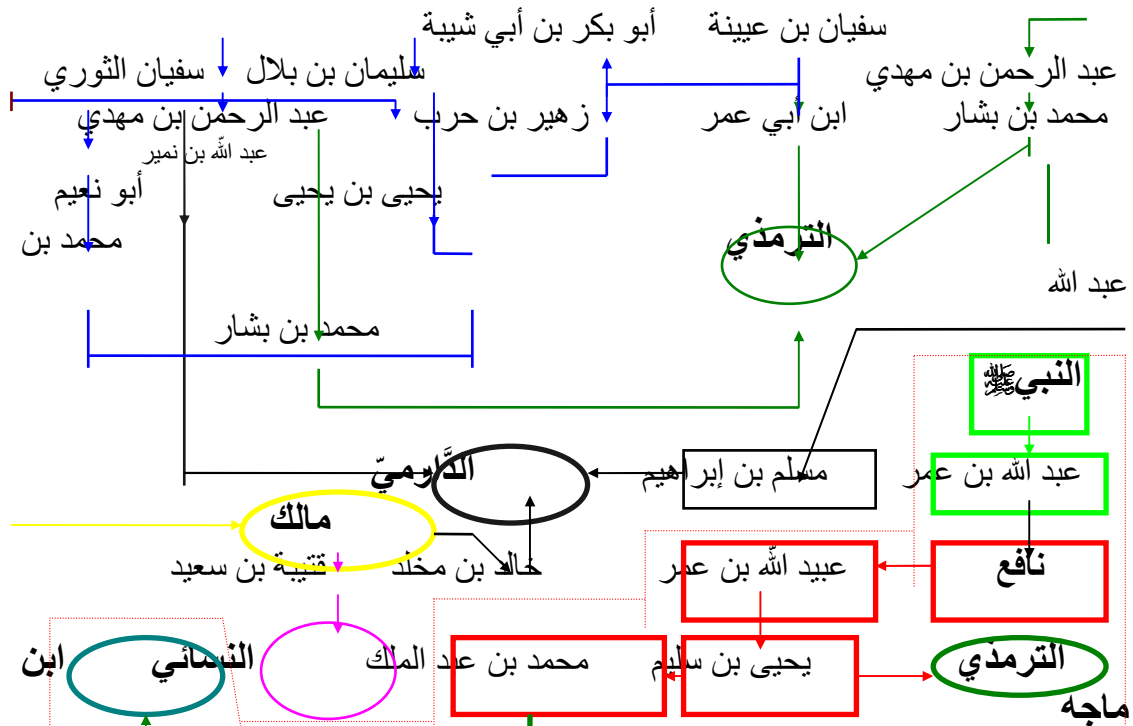 سفيان بن عيينة أبو بكر بن أبي شيبة
عبد الرحمن بن مهدي سليمان بن بلال سفيان الثوري
محمد بن بشار ابن أبي عمر زهير بن حرب عبد الرحمن بن مهدي
عبد الله بن نمير
يحيى بن يحيى أبو نعيم
الترمذي محمد بن
عبد الله
محمد بن بشار
النبي ﷺ
عبد الله بن عمر مسلم بن إبراهيم الدَّارميّ
مالك
نافع عبيد الله بن عمر خالد بن مخلد قتيبة بن سعيد
الترمذي يحيى بن سليم محمد بن عبد الملك النسائي ابن
ماجه